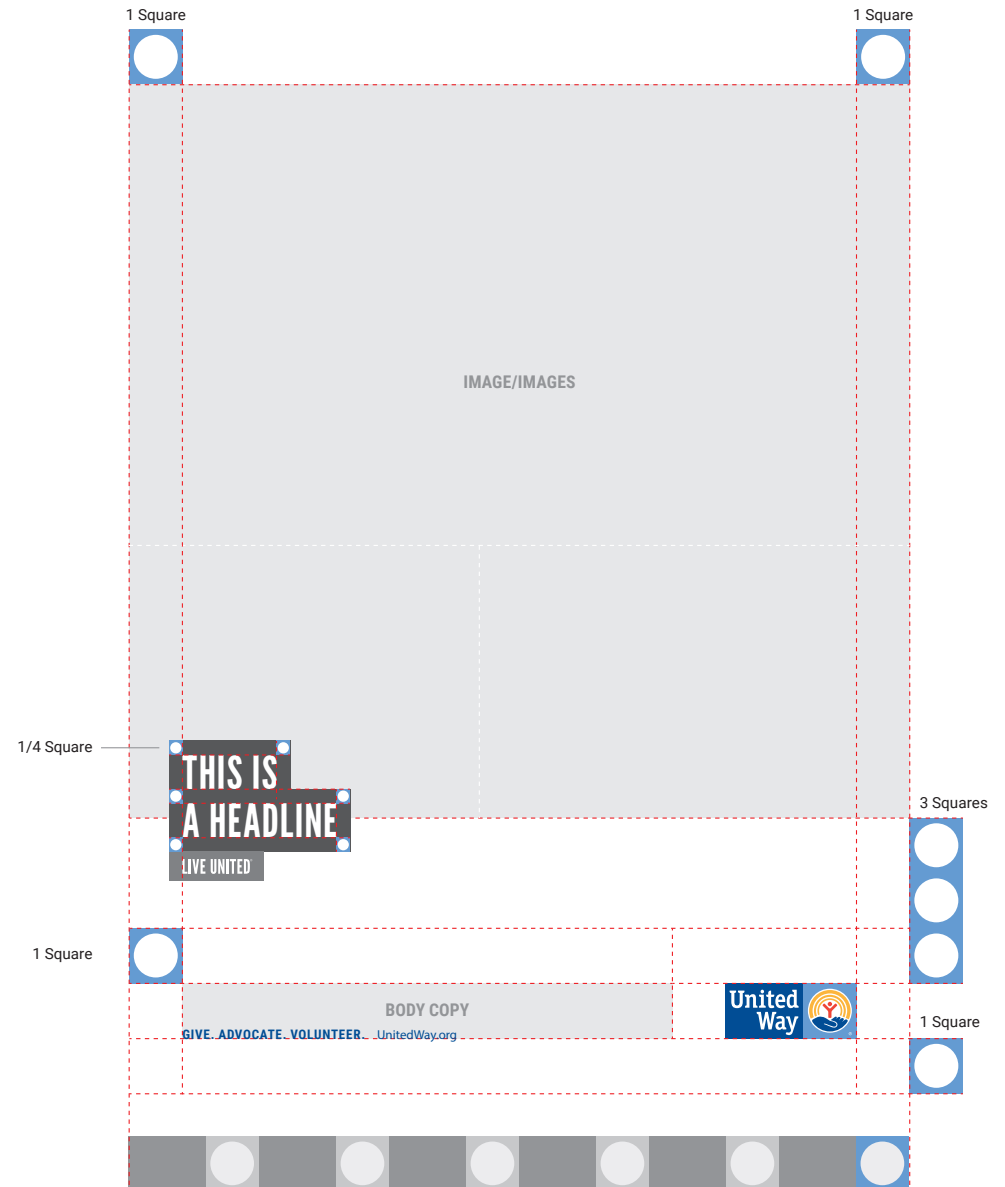 1 Square
1 Square
IMAGE/IMAGES
1/4 Square
THIS IS
A HEADLINE
LIVE UNITED
3 Squares
1 Square
BODY COPY
GIVE. ADVOCATE. VOLUNTEER. UnitedWay.org
United
Way
1 Square